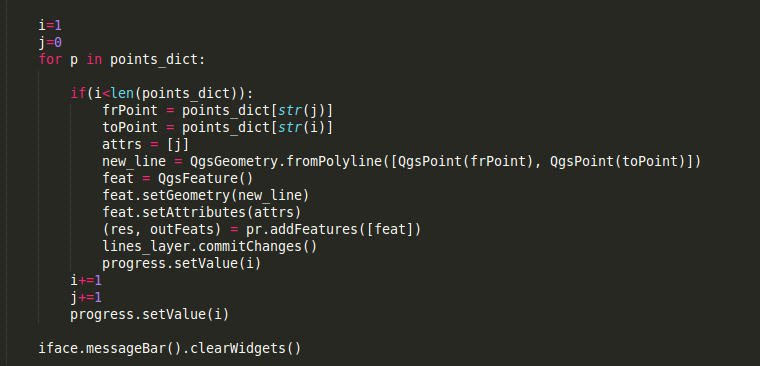 i=1
j=0
for p in points_dict:
if(i<len(points_dict)):
frPoint = points_dict[str(j)]
toPoint = points_dict[str(i)]
attrs = [j]
new_line = QgsGeometry.fromPolyline([QgsPoint(frPoint), QgsPoint(toPoint)])
feat = QgsFeature()
feat.setGeometry(new_line)
feat.setAttributes(attrs)
(res, outFeats) = pr.addFeatures([feat])
lines_layer.commitChanges()
progress.setValue(i)
i+=1
j+=1
progress.setValue(i)
iface.messageBar().clearWidgets()